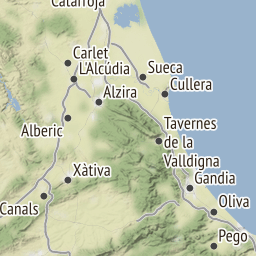 Catarroja
Carlet
L'Alcúdia
Sueca
Alzira
Cullera
Alberic
Tavernes
de la
Valldigna
Xàtiva
Gandia
Canals
Oliva
Pego